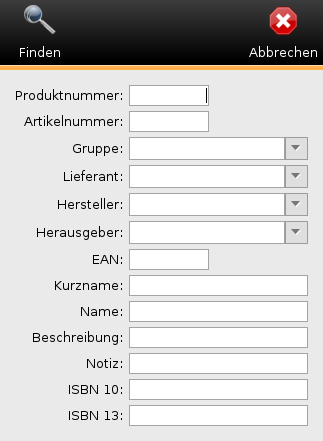 Finden Abbrechen
Produktnummer:
Artikelnummer:
Gruppe:
Lieferant:
Hersteller:
Herausgeber:
EAN:
Kurzname:
Name:
Beschreibung:
Notiz:
ISBN 10:
ISBN 13: